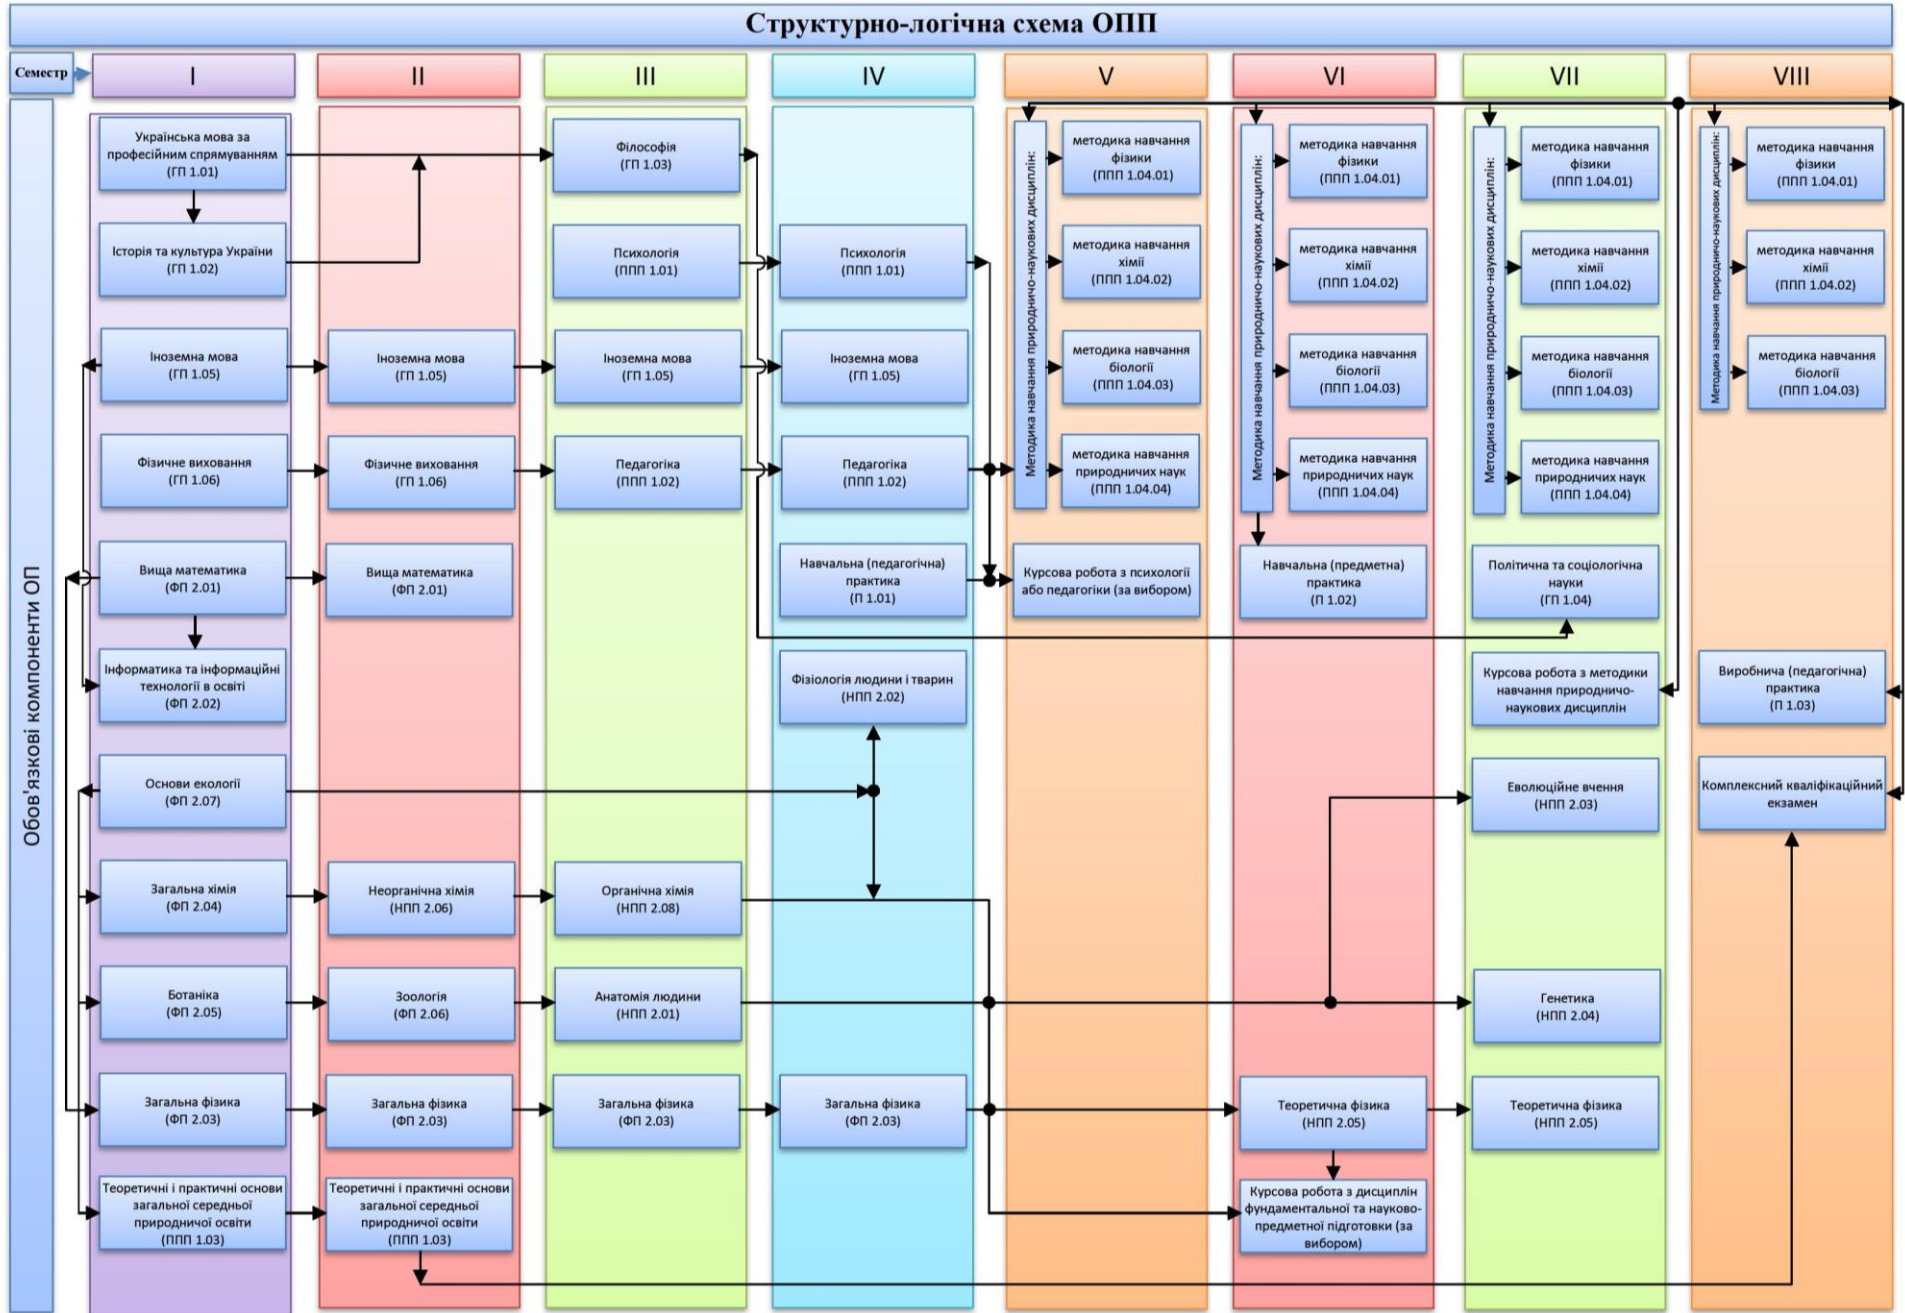 Структурно-логічна схема ОПП
Семестр
I
II
III
IV
V
VI
VII
VIII
Обов'язкові компоненти ОП
Українська мова за
професійним спрямуванням
(ГП 1.01)
Історія та культура України
(ГП 1.02)
Іноземна мова
(ГП 1.05)
Фізичне виховання
(ГП 1.06)
Вища математика
(ФП 2.01)
Інформатика та інформаційні
технології в освіті
(ФП 2.02)
Основи екології
(ФП 2.07)
Загальна хімія
(ФП 2.04)
Ботаніка
(ФП 2.05)
Загальна фізика
(ФП 2.03)
Теоретичні і практичні основи
загальної середньої
природничої освіти
(ППП 1.03)
Іноземна мова
(ГП 1.05)
Фізичне виховання
(ГП 1.06)
Вища математика
(ФП 2.01)
Неорганічна хімія
(НПП 2.06)
Зоологія
(ФП 2.06)
Загальна фізика
(ФП 2.03)
Теоретичні і практичні основи
загальної середньої
природничої освіти
(ППП 1.03)
Філософія
(ГП 1.03)
Психологія
(ППП 1.01)
Іноземна мова
(ГП 1.05)
Педагогіка
(ППП 1.02)
Органічна хімія
(НПП 2.08)
Анатомія людини
(НПП 2.01)
Загальна фізика
(ФП 2.03)
Психологія
(ППП 1.01)
Іноземна мова
(ГП 1.05)
Педагогіка
(ППП 1.02)
Навчальна (педагогічна)
практика
(П 1.01)
Фізіологія людини і тварин
(НПП 2.02)
Загальна фізика
(ФП 2.03)
Методика навчання природничо-наукових дисциплін:
методика навчання
фізики
(ППП 1.04.01)
методика навчання
хімії
(ППП 1.04.02)
методика навчання
біології
(ППП 1.04.03)
методика навчання
природничих наук
(ППП 1.04.04)
Курсова робота з психології
або педагогіки (за вибором)
Методика навчання природничо-наукових дисциплін:
методика навчання
фізики
(ППП 1.04.01)
методика навчання
хімії
(ППП 1.04.02)
методика навчання
біології
(ППП 1.04.03)
методика навчання
природничих наук
(ППП 1.04.04)
Навчальна (предметна)
практика
(П 1.02)
Теоретична фізика
(НПП 2.05)
Курсова робота з дисциплін
фундаментальної та науково-
предметної підготовки (за
вибором)
Методика навчання природничо-наукових дисциплін:
методика навчання
фізики
(ППП 1.04.01)
методика навчання
хімії
(ППП 1.04.02)
методика навчання
біології
(ППП 1.04.03)
методика навчання
природничих наук
(ППП 1.04.04)
Політична та соціологічна
науки
(ГП 1.04)
Курсова робота з методики
навчання природничо-
наукових дисциплін
Еволюційне вчення
(НПП 2.03)
Генетика
(НПП 2.04)
Теоретична фізика
(НПП 2.05)
Методика навчання природничо-наукових дисциплін:
методика навчання
фізики
(ППП 1.04.01)
методика навчання
хімії
(ППП 1.04.02)
методика навчання
біології
(ППП 1.04.03)
Виробнича (педагогічна)
практика
(П 1.03)
Комплексний кваліфікаційний
екзамен